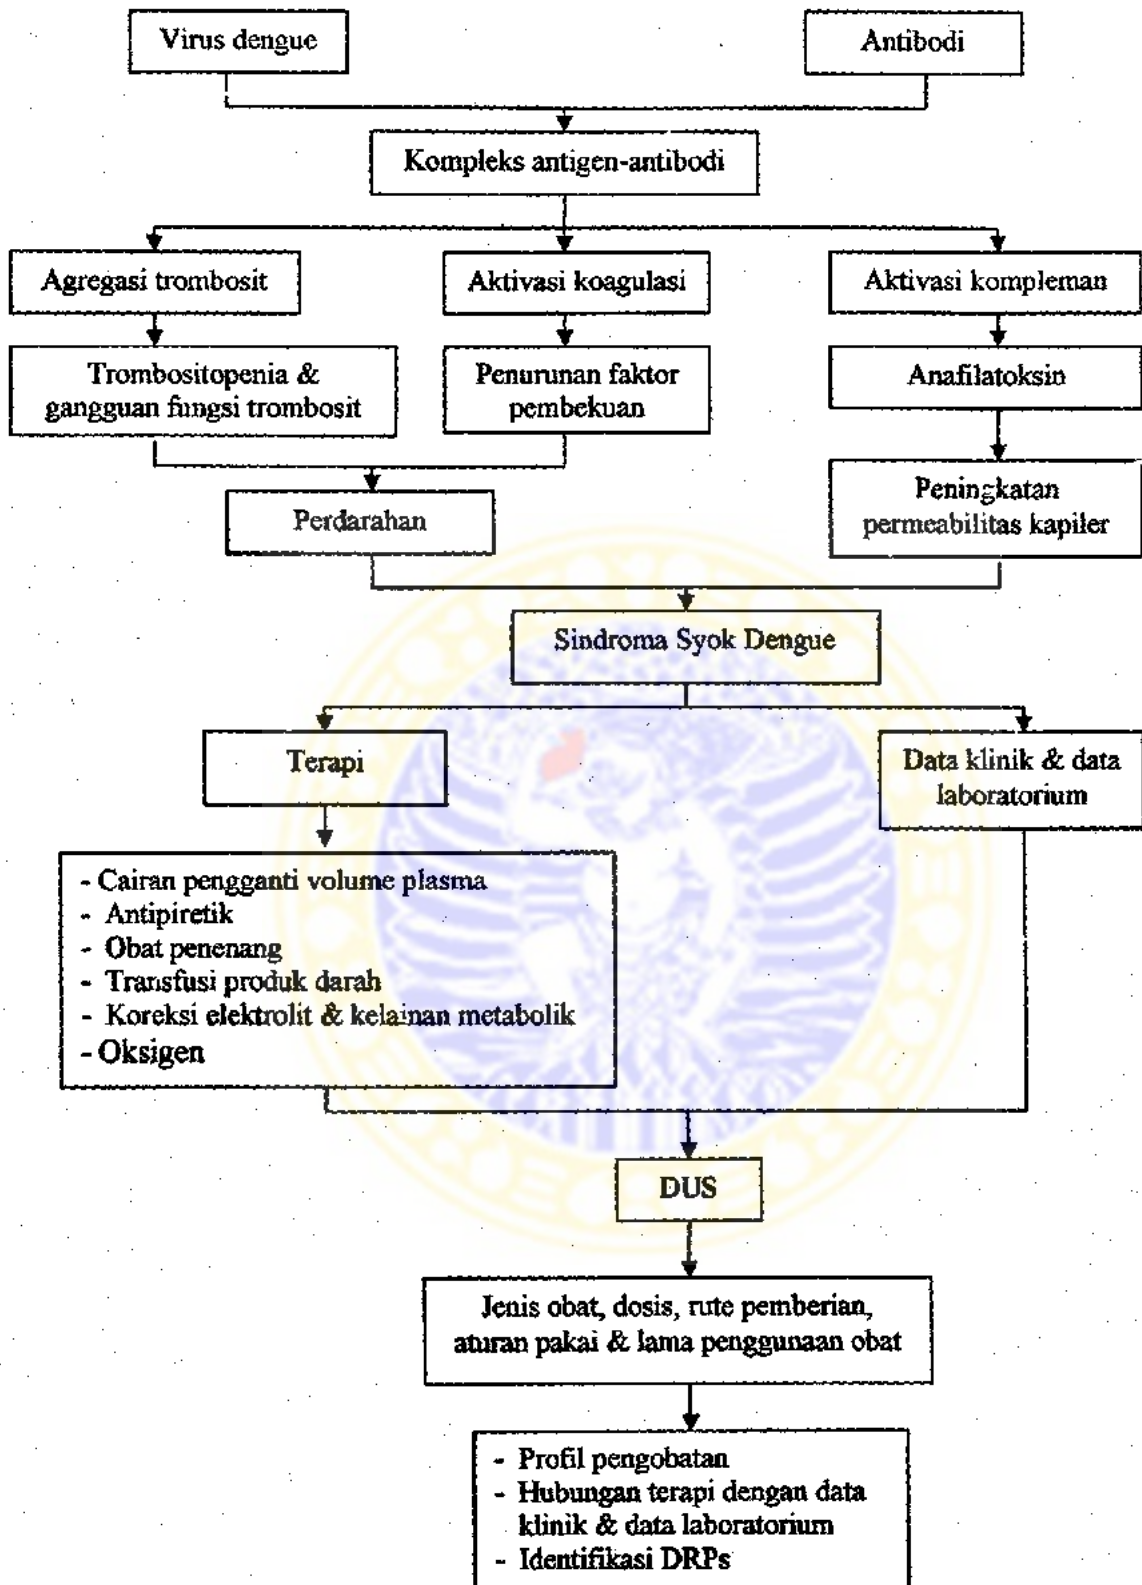 Virus dengue
Antibodi
Kompleks antigen-antibodi
Agregasi trombosit
Aktivasi koagulasi
Aktivasi kompleman
Trombositopenia &
gangguan fungsi trombosit
Penurunan faktor
pembekuan
Anafilatoksin
Perdarahan
Peningkatan
permeabilitas kapiler
Sindroma Syok Dengue
Terapi
Data klinik & data
laboratorium
- Cairan pengganti volume plasma
- Antipiretik
- Obat penenang
- Transfusi produk darah
- Koreksi elektrolit & kelainan metabolik
- Oksigen
DUS
Jenis obat, dosis, rute pemberian,
aturan pakai & lama penggunaan obat
- Profil pengobatan
- Hubungan terapi dengan data
klinik & data laboratorium
- Identifikasi DRPs